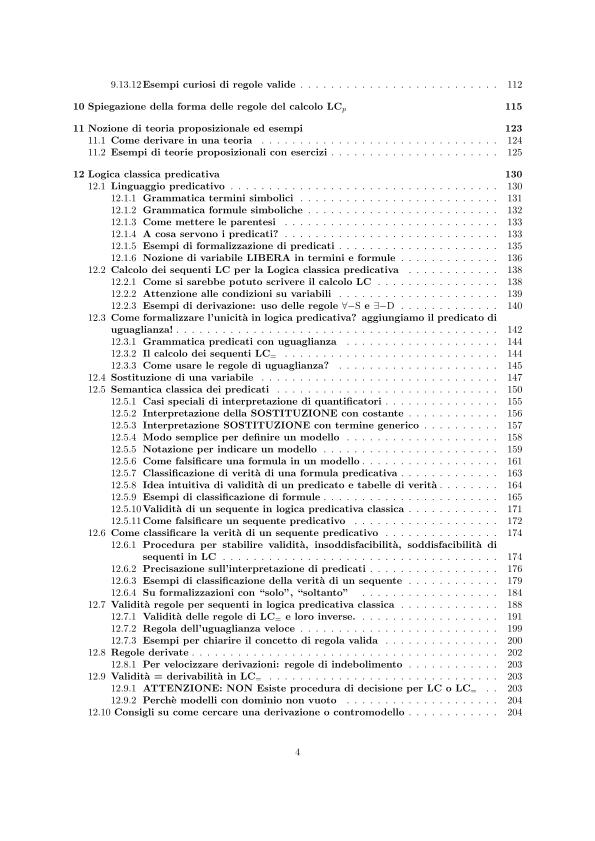 9.13.12 Esempi curiosi di regole valide . . . . . . . . . . . . . . . . . . . . . . . . . . 112
10 Spiegazione della forma delle regole del calcolo LCₚ 115
11 Nozione di teoria proposizionale ed esempi 123
11.1 Come derivare in una teoria . . . . . . . . . . . . . . . . . . . . . . . . . . 124
11.2 Esempi di teorie proposizionali con esercizi . . . . . . . . . . . . . . . . . . 125
12 Logica classica predicativa 130
12.1 Linguaggio predicativo . . . . . . . . . . . . . . . . . . . . . . . . . . 130
12.1.1 Grammatica termini simbolici . . . . . . . . . . . . . . . . . . . . 131
12.1.2 Grammatica formule simboliche . . . . . . . . . . . . . . . . . . . 132
12.1.3 Come mettere le parentesi . . . . . . . . . . . . . . . . . . . . . . 133
12.1.4 A cosa servono i predicati? . . . . . . . . . . . . . . . . . . . . . . 133
12.1.5 Esempi di formalizzazione di predicati . . . . . . . . . . . . . . . . 135
12.1.6 Nozione di variabile LIBERA in termini e formule . . . . . . . . . . 136
12.2 Calcolo dei sequenti LC per la Logica classica predicativa . . . . . . . . . 138
12.2.1 Come si sarebbe potuto scrivere il calcolo LC . . . . . . . . . . . . 138
12.2.2 Attenzione alle condizioni su variabili . . . . . . . . . . . . . . . . 139
12.2.3 Esempi di derivazione: uso delle regole ∀−S e ∃−D . . . . . . . . . . 140
12.3 Come formalizzare l'unicità in logica predicativa? aggiungiamo il predicato di
uguaglianza! . . . . . . . . . . . . . . . . . . . . . . . . . . . . . . 142
12.3.1 Grammatica predicati con uguaglianza . . . . . . . . . . . . . . . . 144
12.3.2 Il calcolo dei sequenti LC₌ . . . . . . . . . . . . . . . . . . . . . . 144
12.3.3 Come usare le regole di uguaglianza? . . . . . . . . . . . . . . . . . 145
12.4 Sostituzione di una variabile . . . . . . . . . . . . . . . . . . . . . . . 147
12.5 Semantica classica dei predicati . . . . . . . . . . . . . . . . . . . . . . 150
12.5.1 Casi speciali di interpretazione di quantificatori . . . . . . . . . . . 155
12.5.2 Interpretazione della SOSTITUZIONE con costante . . . . . . . . . . 156
12.5.3 Interpretazione SOSTITUZIONE con termine generico . . . . . . . . 157
12.5.4 Modo semplice per definire un modello . . . . . . . . . . . . . . . . 158
12.5.5 Notazione per indicare un modello . . . . . . . . . . . . . . . . . . 159
12.5.6 Come falsificare una formula in un modello . . . . . . . . . . . . . . 161
12.5.7 Classificazione di verità di una formula predicativa . . . . . . . . . . 163
12.5.8 Idea intuitiva di validità di un predicato e tabelle di verità . . . . . . 164
12.5.9 Esempi di classificazione di formule . . . . . . . . . . . . . . . . . . 165
12.5.10 Validità di un sequente in logica predicativa classica . . . . . . . . . 171
12.5.11 Come falsificare un sequente predicativo . . . . . . . . . . . . . . . 172
12.6 Come classificare la verità di un sequente predicativo . . . . . . . . . . . 174
12.6.1 Procedura per stabilire validità, insoddisfacibilità, soddisfacibilità di
sequenti in LC . . . . . . . . . . . . . . . . . . . . . . . . . . . . 174
12.6.2 Precisazione sull'interpretazione di predicati . . . . . . . . . . . . . 176
12.6.3 Esempi di classificazione della verità di un sequente . . . . . . . . . 179
12.6.4 Su formalizzazioni con “solo”, “soltanto” . . . . . . . . . . . . . . . 184
12.7 Validità regole per sequenti in logica predicativa classica . . . . . . . . . 188
12.7.1 Validità delle regole di LC₌ e loro inverse. . . . . . . . . . . . . . . 191
12.7.2 Regola dell'uguaglianza veloce . . . . . . . . . . . . . . . . . . . . 199
12.7.3 Esempi per chiarire il concetto di regola valida . . . . . . . . . . . . 200
12.8 Regole derivate . . . . . . . . . . . . . . . . . . . . . . . . . . . . . 202
12.8.1 Per velocizzare derivazioni: regole di indebolimento . . . . . . . . . 203
12.9 Validità = derivabilità in LC₌ . . . . . . . . . . . . . . . . . . . . . . . 203
12.9.1 ATTENZIONE: NON Esiste procedura di decisione per LC o LC₌ . . 203
12.9.2 Perchè modelli con dominio non vuoto . . . . . . . . . . . . . . . . 204
12.10 Consigli su come cercare una derivazione o contromodello . . . . . . . . . 204
4